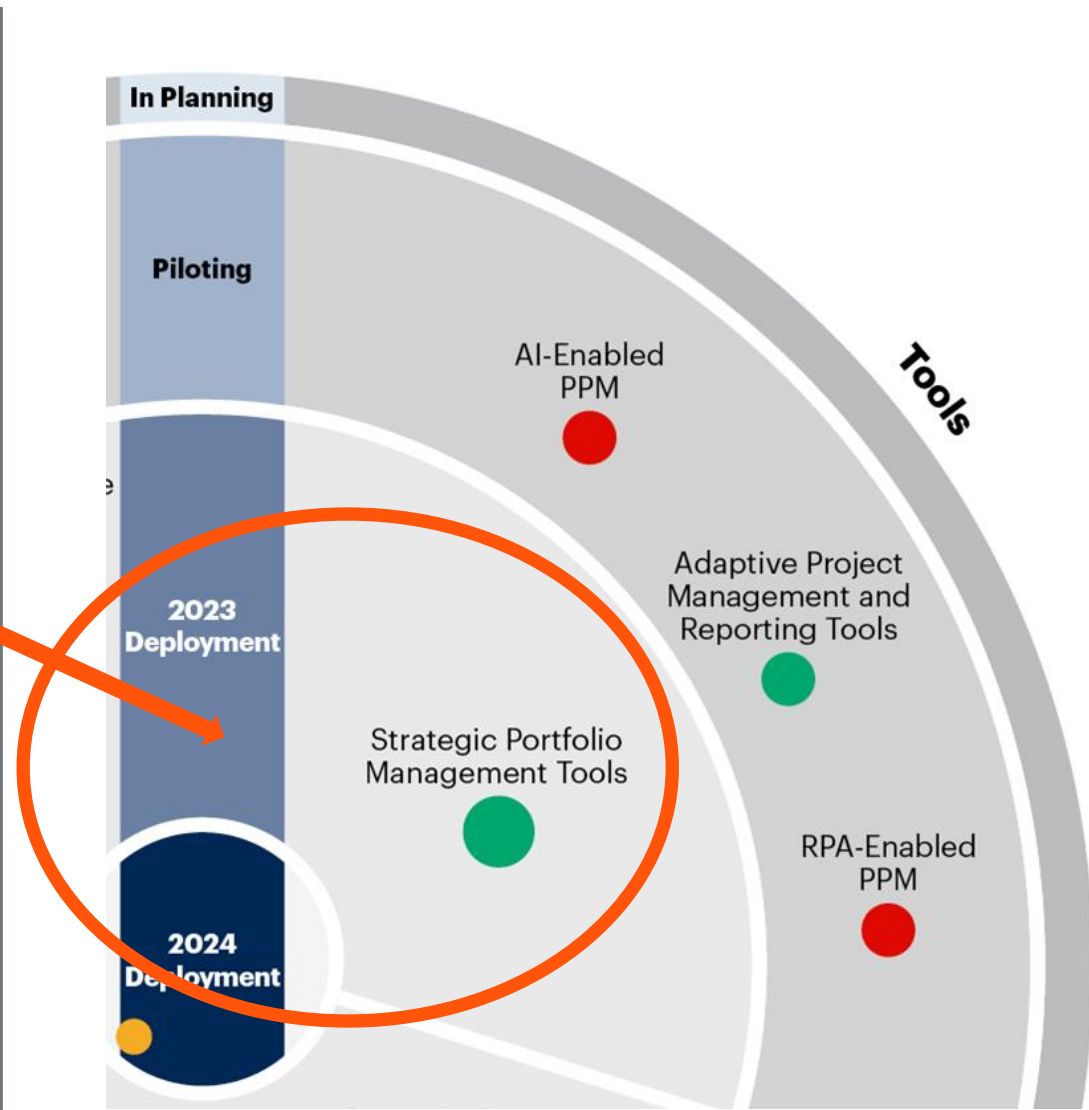 In Planning
Piloting
AI-Enabled
PPM
Tools
Adaptive Project
Management and
Reporting Tools
2023
Deployment
Strategic Portfolio
Management Tools
RPA-Enabled
PPM
2024
Deployment